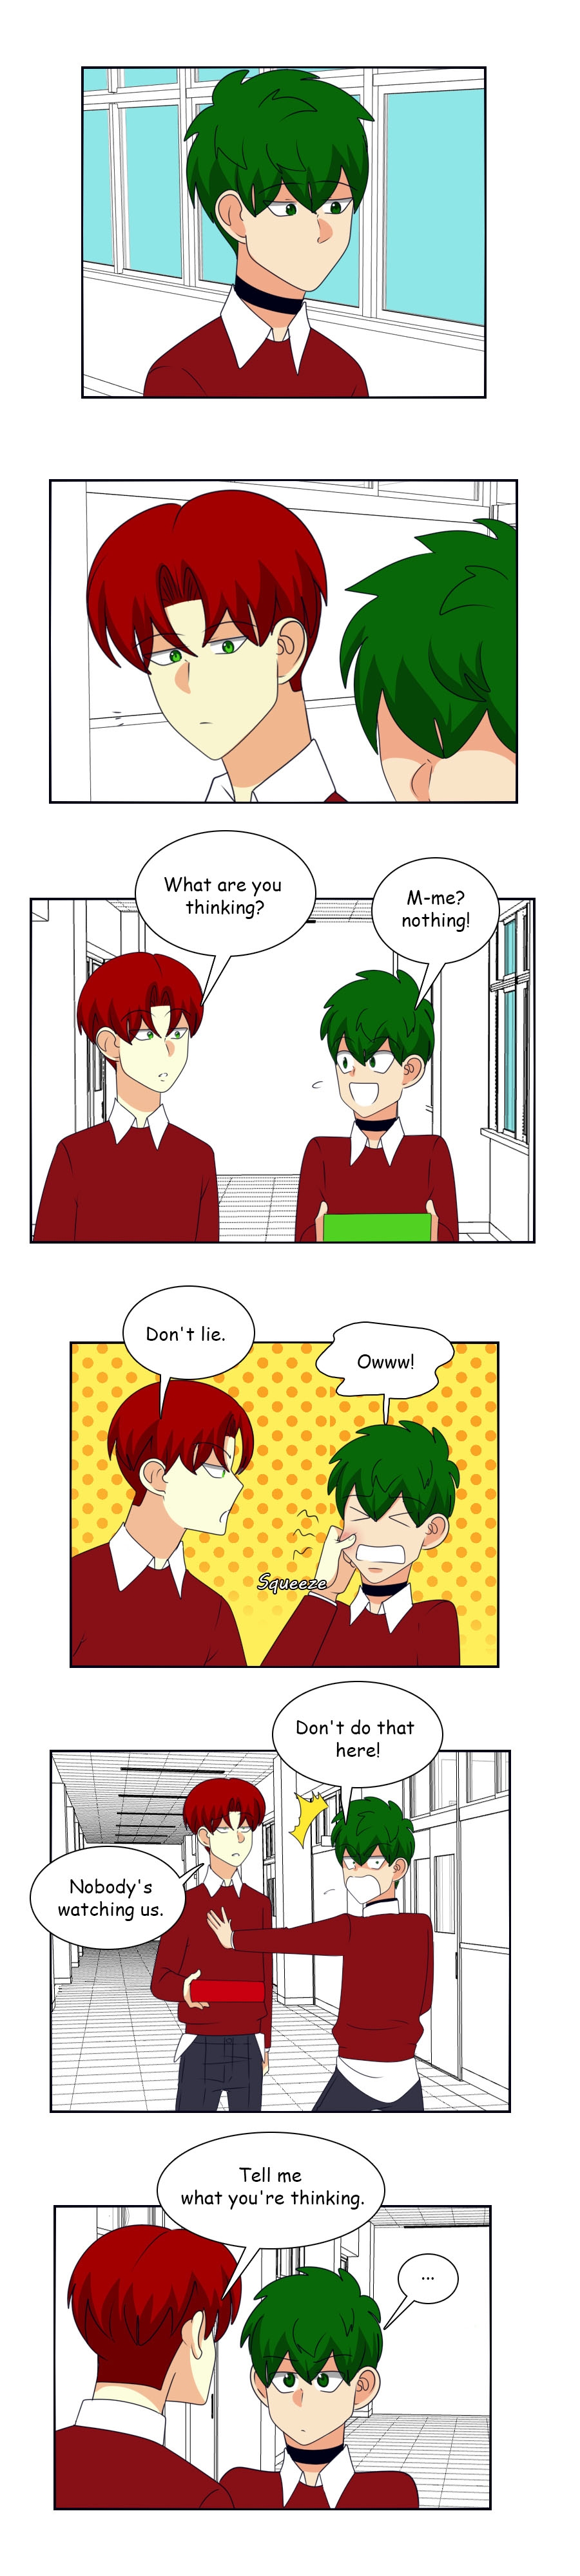 What are you
thinking?
M-me?
nothing!
Don't lie.
Owww!
Squeeze
Don't do that
here!
Nobody's
watching us.
Tell me
what you're thinking.
...